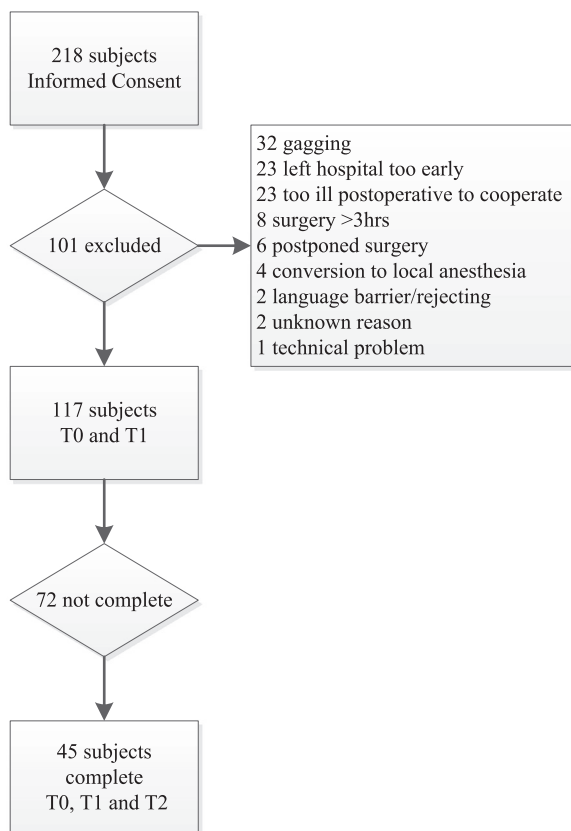 218 subjects
Informed Consent
101 excluded
32 gagging
23 left hospital too early
23 too ill postoperative to cooperate
8 surgery >3hrs
6 postponed surgery
4 conversion to local anesthesia
2 language barrier/rejecting
2 unknown reason
1 technical problem
117 subjects
T0 and T1
72 not complete
45 subjects
complete
T0, T1 and T2